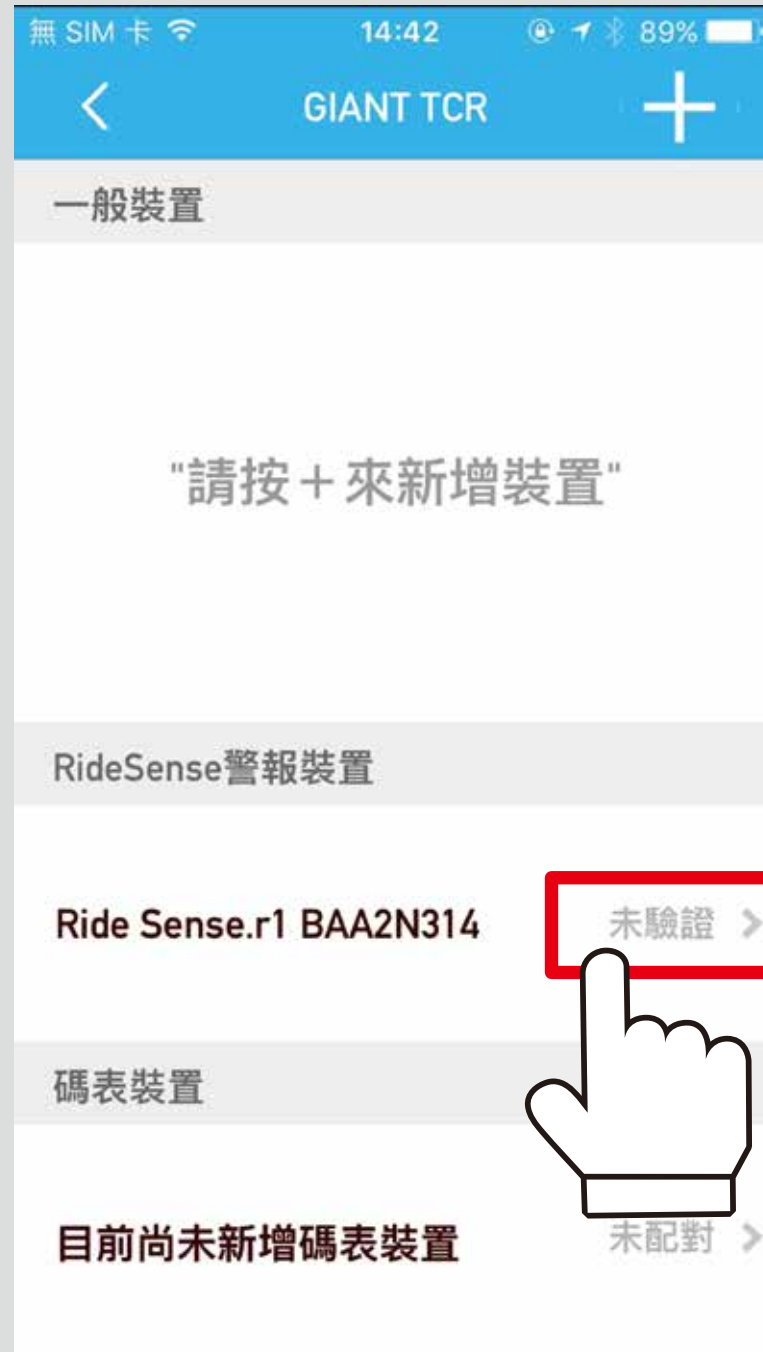 無 SIM 卡 14:42 89%
GIANT TCR
一般裝置
"請按＋來新增裝置"
RideSense警報裝置
Ride Sense.r1 BAA2N314 未驗證
碼表裝置
目前尚未新增碼表裝置 未配對